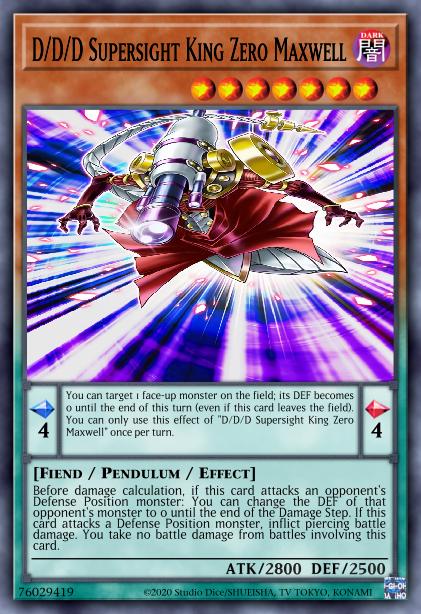 D/D/D Supersight King Zero Maxwell
DARK
闇
You can target 1 face-up monster on the field; its DEF becomes
0 until the end of this turn (even if this card leaves the field).
You can only use this effect of "D/D/D Supersight King Zero
Maxwell" once per turn.
4
4
[Fiend / Pendulum / Effect]
Before damage calculation, if this card attacks an opponent's
Defense Position monster: You can change the DEF of that
opponent's monster to 0 until the end of the Damage Step. If this
card attacks a Defense Position monster, inflict piercing battle
damage. You take no battle damage from battles involving this
card.
ATK/2800 DEF/2500
76029419
©2020 Studio Dice/SHUEISHA, TV TOKYO, KONAMI